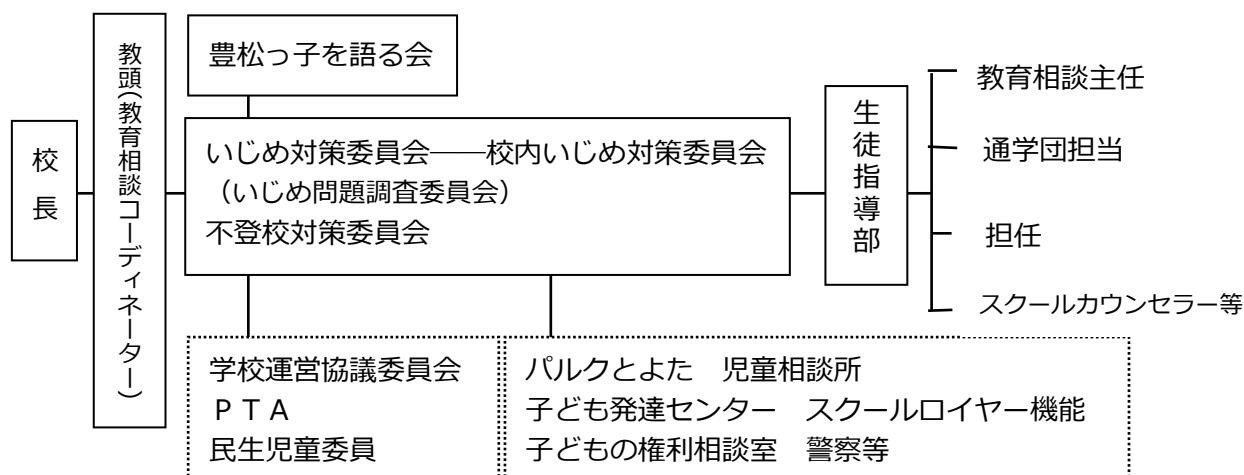 校長
教頭(教育相談コーディネーター)
豊松っ子を語る会
いじめ対策委員会――校内いじめ対策委員会
(いじめ問題調査委員会)
不登校対策委員会
生徒指導部
教育相談主任
通学団担当
担任
スクールカウンセラー等
学校運営協議委員会
PTA
民生児童委員
パルクとよた 児童相談所
子ども発達センター スクールロイヤー機能
子どもの権利相談室 警察等